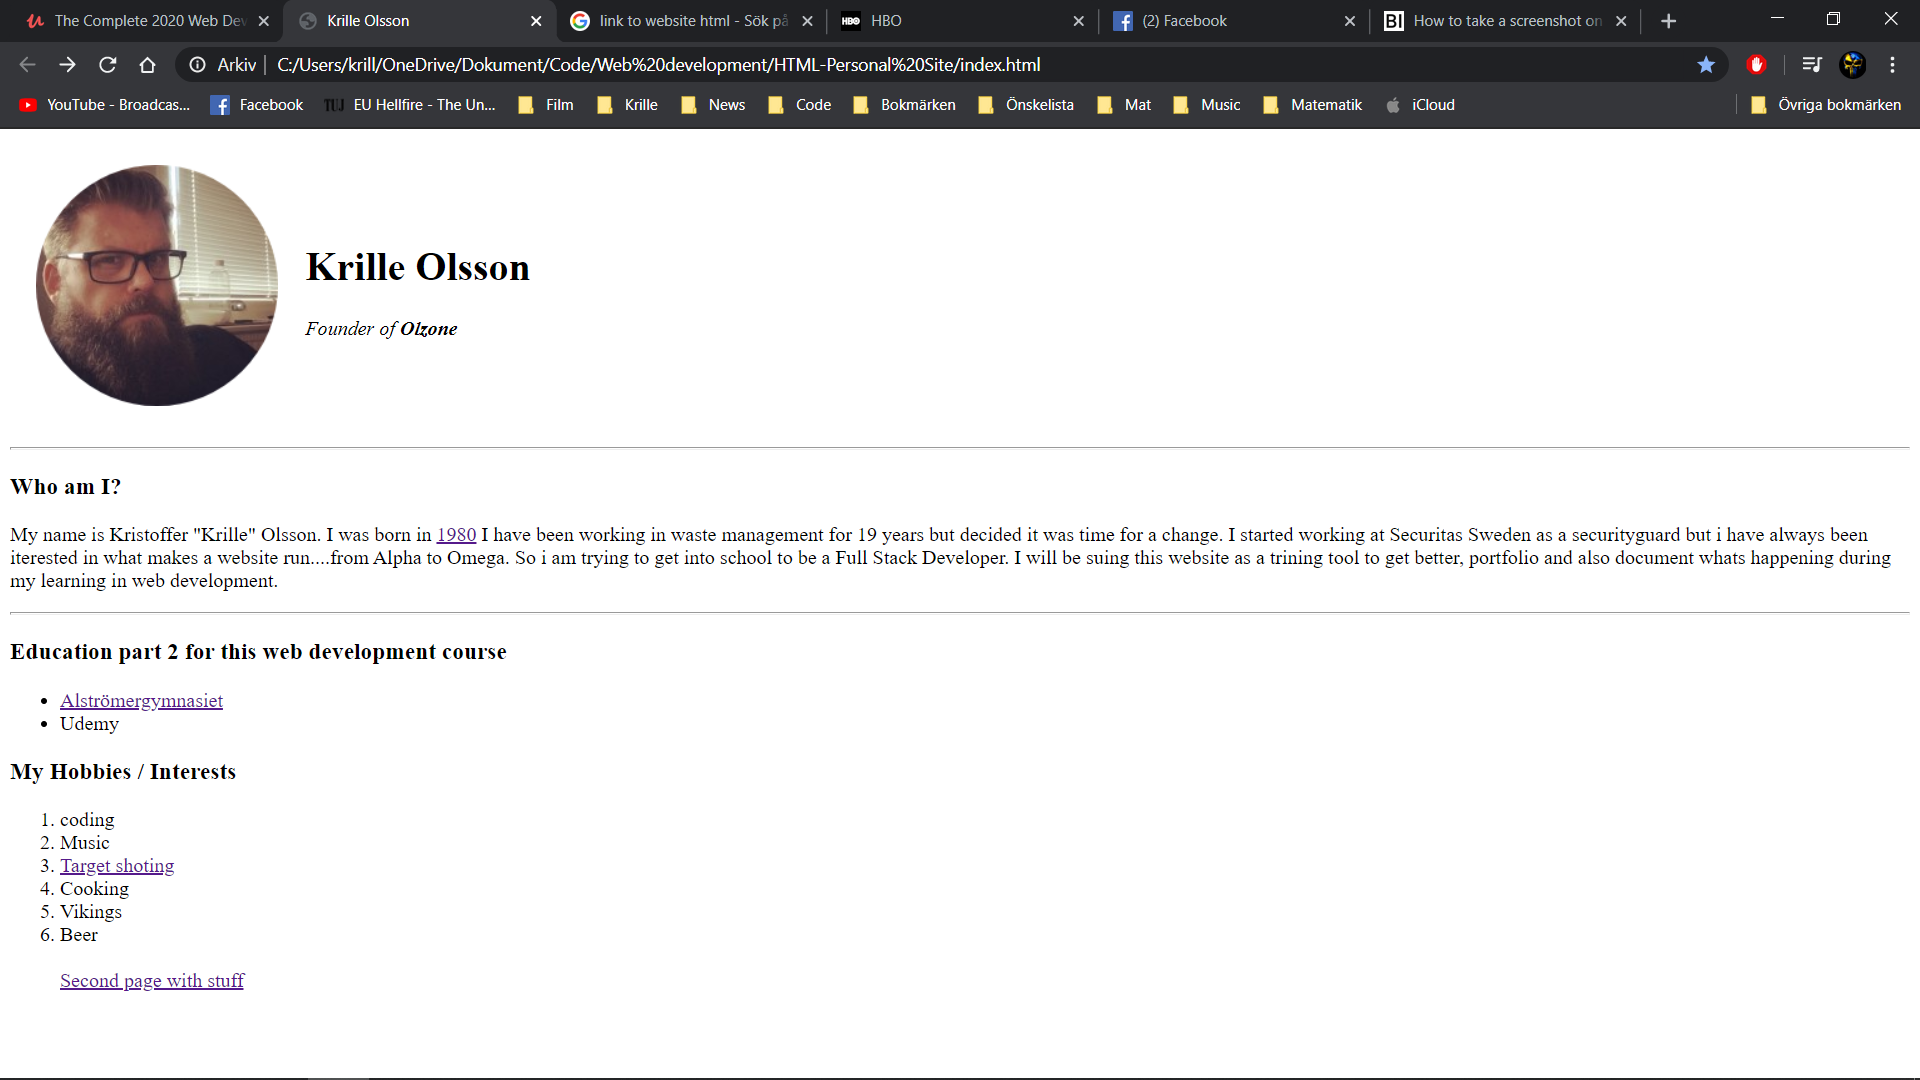 The Complete 2020 Web Dev
Krille Olsson
link to website html - Sök på
HBO
HBO
(2) Facebook
BI
How to take a screenshot on
Arkiv
C:/Users/krill/OneDrive/Dokument/Code/Web%20development/HTML-Personal%20Site/index.html
YouTube - Broadcas...
Facebook
TUJ
EU Hellfire - The Un...
Film
Krille
News
Code
Bokmärken
Önskelista
Mat
Music
Matematik
iCloud
Övriga bokmärken
Krille Olsson
Founder of Olzone
Who am I?
My name is Kristoffer "Krille" Olsson. I was born in 1980 I have been working in waste management for 19 years but decided it was time for a change. I started working at Securitas Sweden as a securityguard but i have always been
iterested in what makes a website run....from Alpha to Omega. So i am trying to get into school to be a Full Stack Developer. I will be suing this website as a trining tool to get better, portfolio and also document whats happening during
my learning in web development.
Education part 2 for this web development course
• Alströmergymnasiet
• Udemy
My Hobbies / Interests
1. coding
2. Music
3. Target shoting
4. Cooking
5. Vikings
6. Beer
Second page with stuff